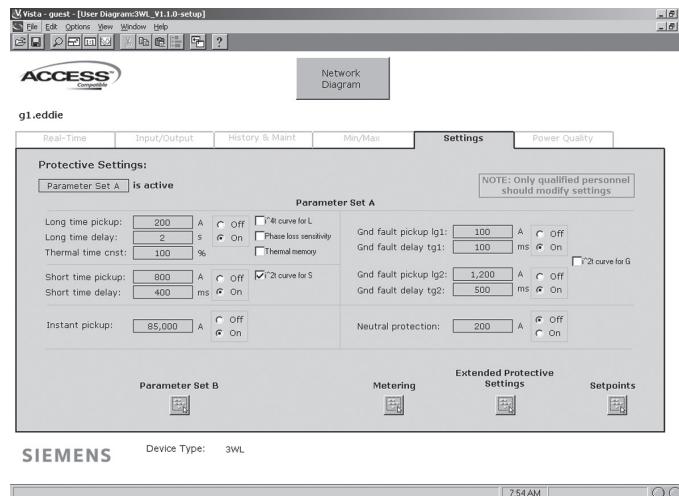 Vista - guest - [User Diagram:3WL_V1.1.0-setup]
File Edit Options View Window Help
ACCESS
Compatible
Network
Diagram
g1.eddie
Real-Time Input/Output History & Maint Min/Max Settings Power Quality
Protective Settings:
Parameter Set A is active
NOTE: Only qualified personnel
should modify settings
Parameter Set A
Long time pickup: 200 A Off i^4t curve for L
Long time delay: 2 s On Phase loss sensitivity
Thermal time cnst: 100 % Thermal memory
Short time pickup: 800 A Off i^2t curve for S
Short time delay: 400 ms On
Instant pickup: 85,000 A Off
On
Gnd fault pickup Ig1: 100 A Off
Gnd fault delay tg1: 100 ms On
i^2t curve for G
Gnd fault pickup Ig2: 1,200 A Off
Gnd fault delay tg2: 500 ms On
Neutral protection: 200 A Off
On
Parameter Set B
Metering
Extended Protective
Settings
Setpoints
SIEMENS
Device Type: 3WL
7:54 AM